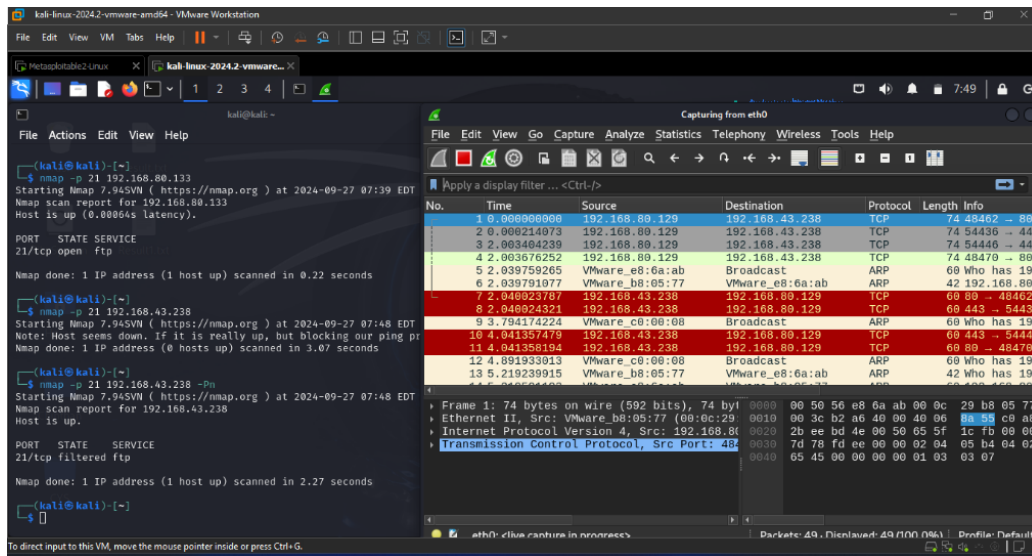 kali-linux-2024.2-vmware-amd64 - VMware Workstation
File Edit View VM Tabs Help
Metasploitable2-Linux
kali-linux-2024.2-vmware...
1 2 3 4
7:49
kali@kali: ~
File Actions Edit View Help
┌──(kali㉿kali)-[~]
└─$ nmap -p 21 192.168.80.133
Starting Nmap 7.94SVN ( https://nmap.org ) at 2024-09-27 07:39 EDT
Nmap scan report for 192.168.80.133
Host is up (0.00064s latency).
PORT STATE SERVICE
21/tcp open ftp
Nmap done: 1 IP address (1 host up) scanned in 0.22 seconds
┌──(kali㉿kali)-[~]
└─$ nmap -p 21 192.168.43.238
Starting Nmap 7.94SVN ( https://nmap.org ) at 2024-09-27 07:48 EDT
Note: Host seems down. If it is really up, but blocking our ping pr
Nmap done: 1 IP address (0 hosts up) scanned in 3.07 seconds
┌──(kali㉿kali)-[~]
└─$ nmap -p 21 192.168.43.238 -Pn
Starting Nmap 7.94SVN ( https://nmap.org ) at 2024-09-27 07:48 EDT
Nmap scan report for 192.168.43.238
Host is up.
PORT STATE SERVICE
21/tcp filtered ftp
Nmap done: 1 IP address (1 host up) scanned in 2.27 seconds
┌──(kali㉿kali)-[~]
└─$
Capturing from eth0
File Edit View Go Capture Analyze Statistics Telephony Wireless Tools Help
Apply a display filter ... <Ctrl-/>
No. Time Source Destination Protocol Length Info
1 0.000000000 192.168.80.129 192.168.43.238 TCP 74 48462 → 80
2 0.000214073 192.168.80.129 192.168.43.238 TCP 74 54436 → 44
3 2.003404239 192.168.80.129 192.168.43.238 TCP 74 54446 → 44
4 2.003676252 192.168.80.129 192.168.43.238 TCP 74 48470 → 80
5 2.039759265 VMware_e8:6a:ab Broadcast ARP 60 Who has 19
6 2.039791077 VMware_b8:05:77 VMware_e8:6a:ab ARP 42 192.168.80
7 2.040023787 192.168.43.238 192.168.80.129 TCP 60 80 → 48462
8 2.040024321 192.168.43.238 192.168.80.129 TCP 60 443 → 5443
9 3.794174224 VMware_c0:00:08 Broadcast ARP 60 Who has 19
10 4.041357479 192.168.43.238 192.168.80.129 TCP 60 443 → 5444
11 4.041358194 192.168.43.238 192.168.80.129 TCP 60 80 → 48470
12 4.891933013 VMware_c0:00:08 Broadcast ARP 60 Who has 19
13 5.219239915 VMware_b8:05:77 VMware_e8:6a:ab ARP 42 Who has 19
Frame 1: 74 bytes on wire (592 bits), 74 byt
Ethernet II, Src: VMware_b8:05:77 (00:0c:29:
Internet Protocol Version 4, Src: 192.168.80
Transmission Control Protocol, Src Port: 484
0000 00 50 56 e8 6a ab 00 0c 29 b8 05 77
0010 00 3c b2 a6 40 00 40 06 8a 55 c0 a8
0020 2b ee bd 4e 00 50 65 5f 1c fb 00 00
0030 7d 78 fd ee 00 00 02 04 05 b4 04 02
0040 65 45 00 00 00 00 01 03 03 07
eth0: <live capture in progress>
Packets: 49 · Displayed: 49 (100.0%)
Profile: Default
To direct input to this VM, move the mouse pointer inside or press Ctrl+G.